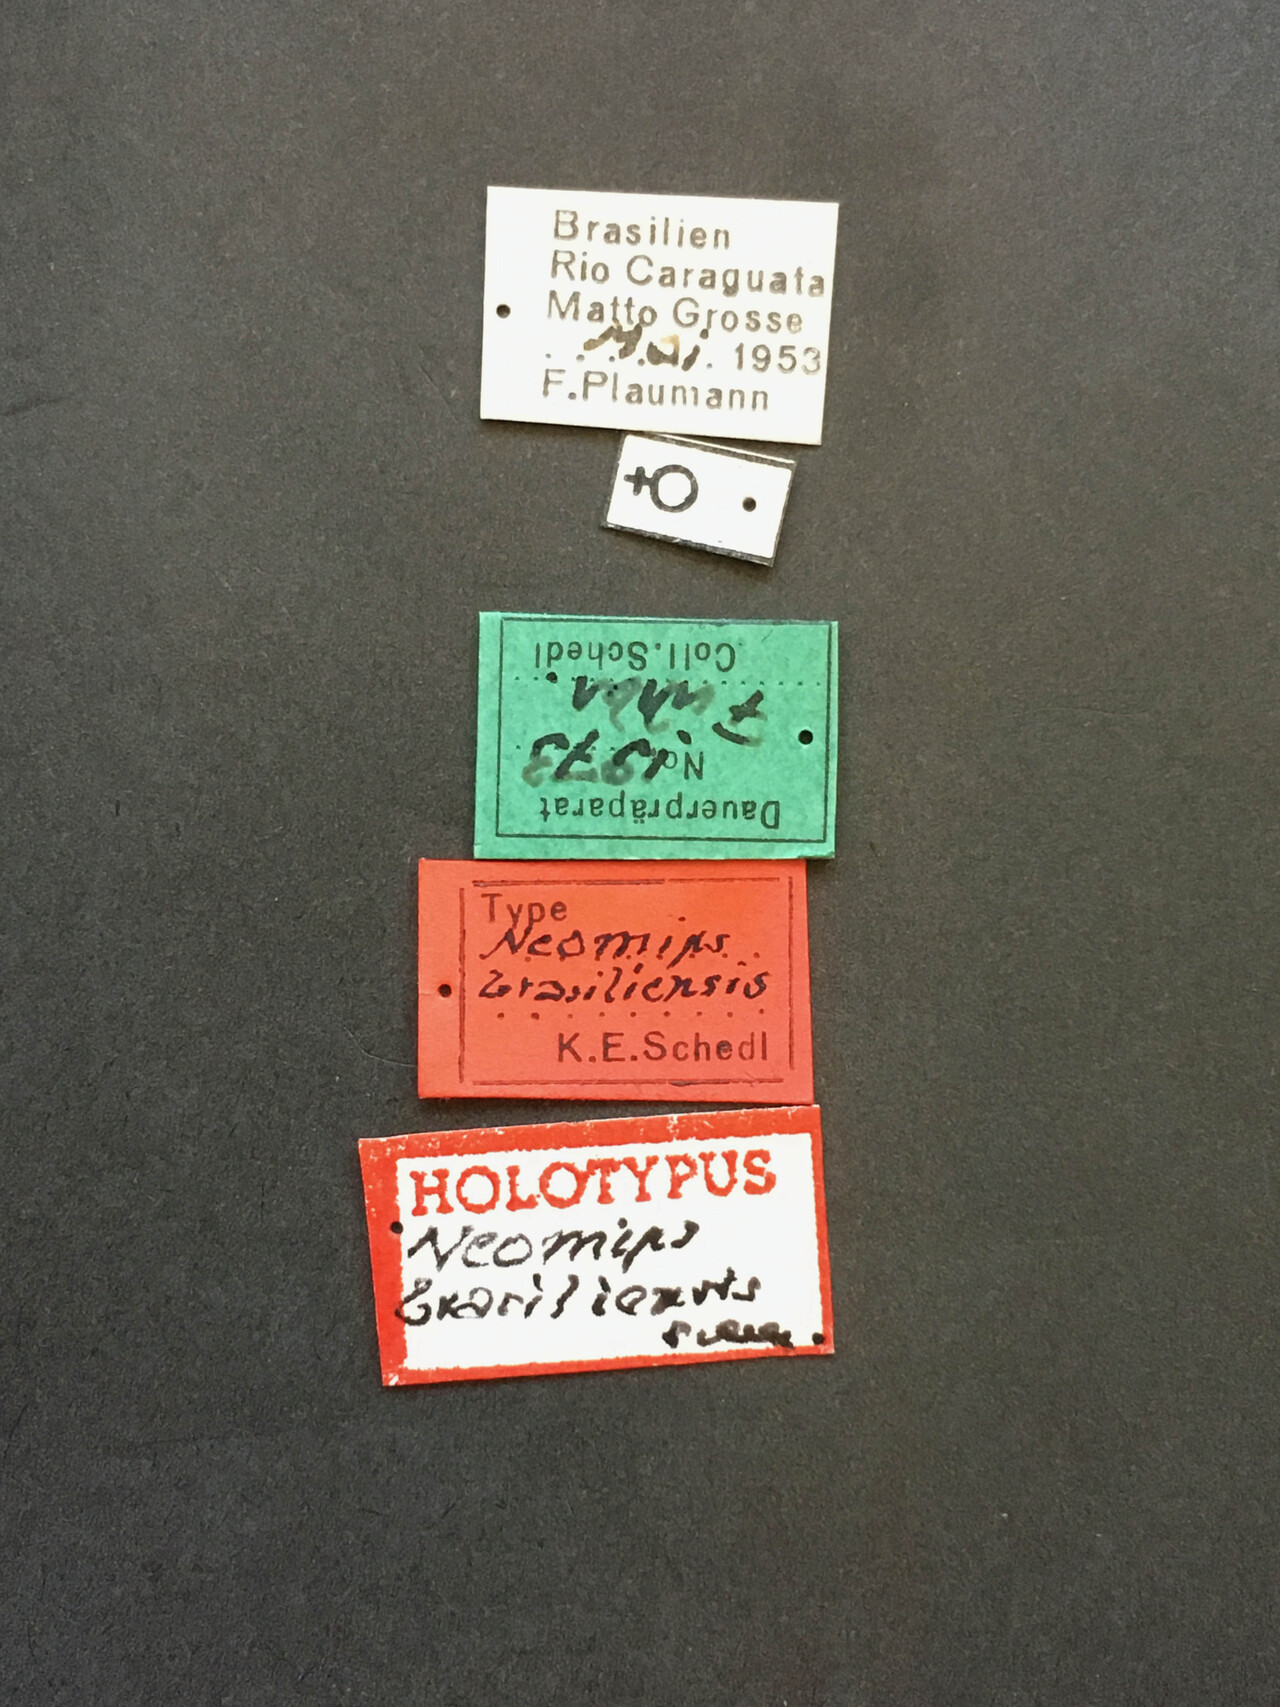 Brasilien
Rio Caraguata
Matto Grosse
Mai. 1953
F.Plaumann
♀
Dauerpräparat
No
Coll.Schedl
Type
Neomips
brasiliensis
K.E.Schedl
HOLOTYPUS
Neomips
brasiliensis